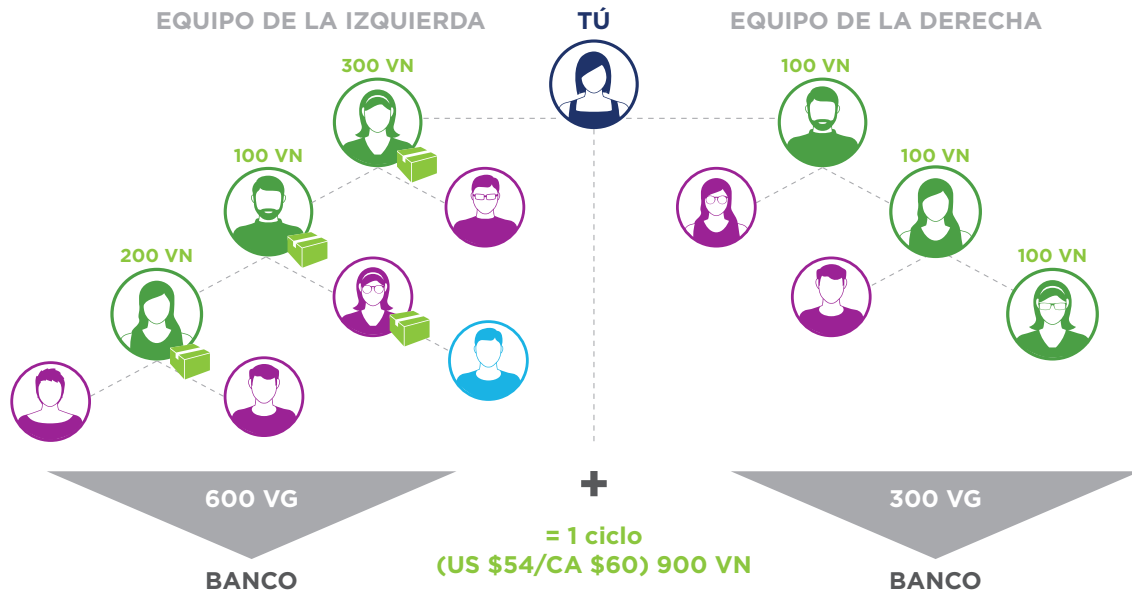 EQUIPO DE LA IZQUIERDA
TÚ
EQUIPO DE LA DERECHA
300 VN
100 VN
100 VN
100 VN
200 VN
100 VN
600 VG
+
300 VG
= 1 ciclo
(US $54/CA $60) 900 VN
BANCO
BANCO